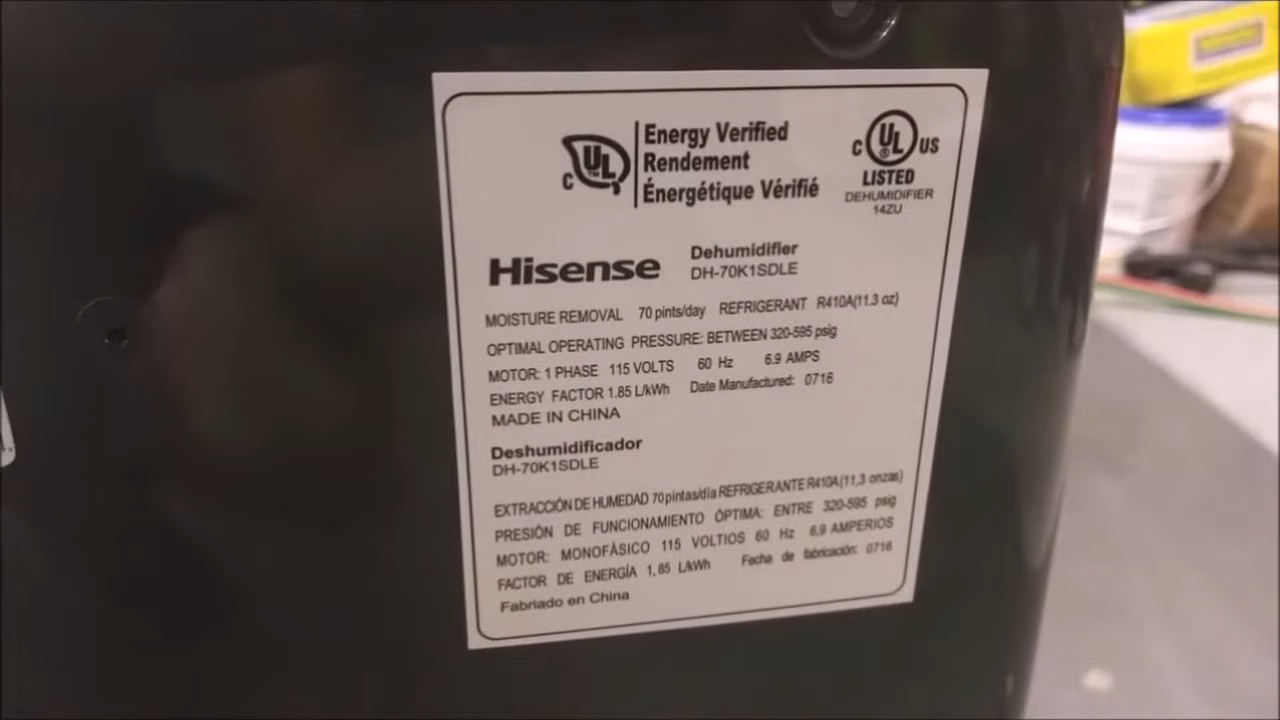 Energy Verified
Rendement
Énergétique Vérifié
C UL TM
C UL ® US
LISTED
DEHUMIDIFIER
14ZU
Hisense
Dehumidifier
DH-70K1SDLE
MOISTURE REMOVAL 70 pints/day REFRIGERANT R410A(11.3 oz)
OPTIMAL OPERATING PRESSURE: BETWEEN 320-595 psig
MOTOR: 1 PHASE 115 VOLTS 60 Hz 6.9 AMPS
ENERGY FACTOR 1.85 L/kWh Date Manufactured: 0716
MADE IN CHINA
Deshumidificador
DH-70K1SDLE
EXTRACCIÓN DE HUMEDAD 70pintas/día REFRIGERANTE R410A(11,3 onzas)
PRESIÓN DE FUNCIONAMIENTO ÓPTIMA: ENTRE 320-595 psig
MOTOR: MONOFÁSICO 115 VOLTIOS 60 Hz 6,9 AMPERIOS
FACTOR DE ENERGÍA 1,85 L/kWh Fecha de fabricación: 0716
Fabriado en China